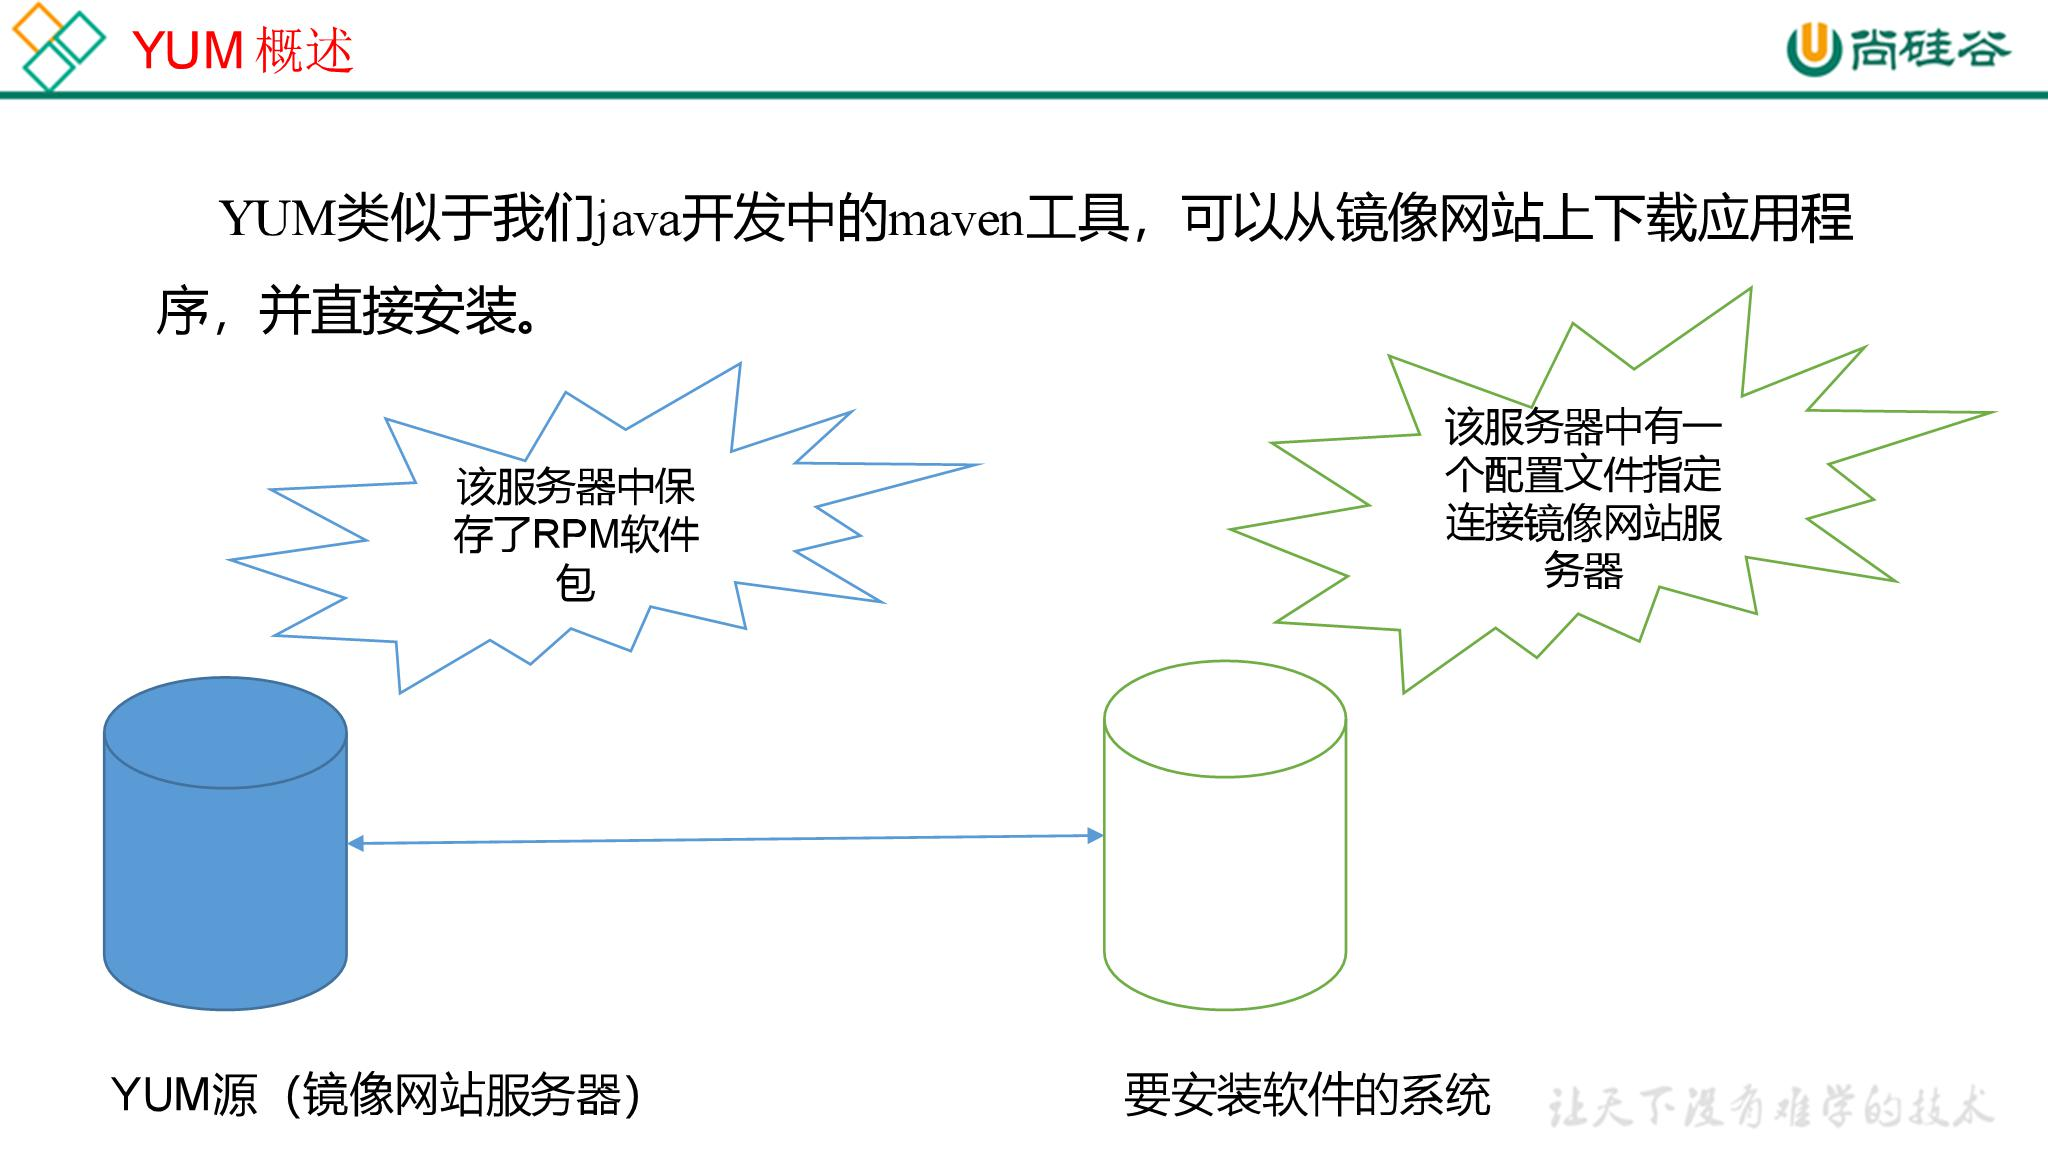 YUM 概述
尚硅谷
YUM类似于我们java开发中的maven工具，可以从镜像网站上下载应用程
序，并直接安装。
该服务器中保
存了RPM软件
包
该服务器中有一
个配置文件指定
连接镜像网站服
务器
YUM源（镜像网站服务器）
要安装软件的系统
让天下没有难学的技术